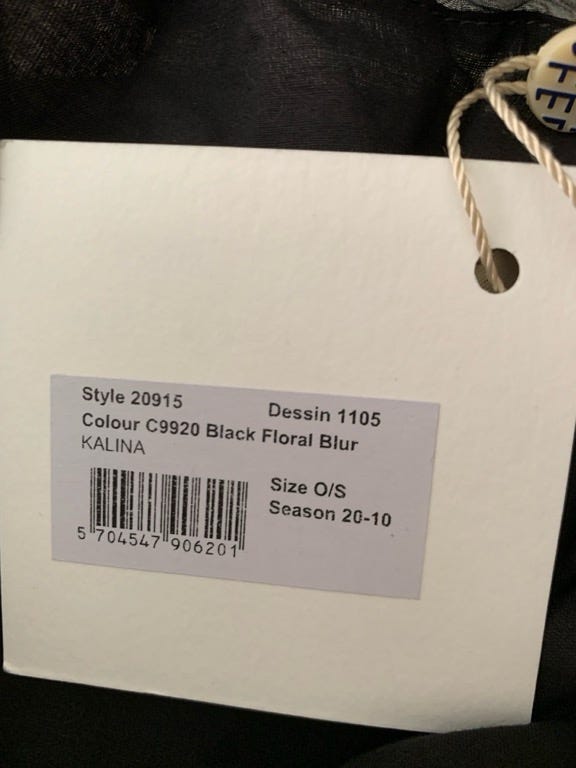 Style 20915 Dessin 1105
Colour C9920 Black Floral Blur
KALINA
Size O/S
Season 20-10
5 704547 906201